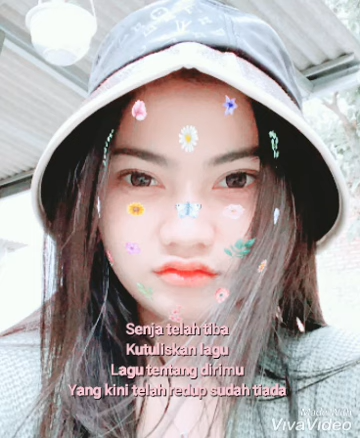 Senja telah tiba
Kutuliskan lagu
Lagu tentang dirimu
Yang kini telah redup sudah tiada
VivaVideo